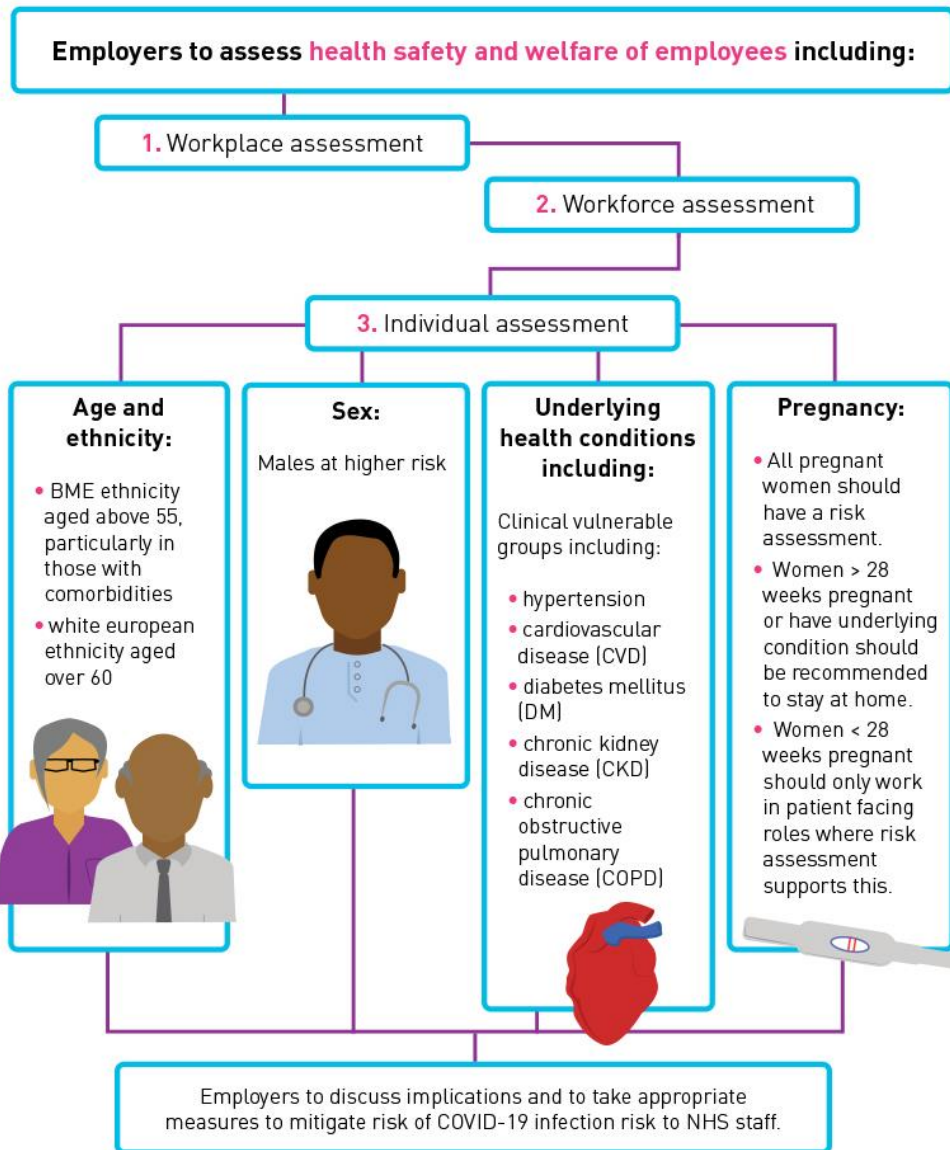 Employers to assess health safety and welfare of employees including:
1. Workplace assessment
2. Workforce assessment
3. Individual assessment
Age and
ethnicity:
• BME ethnicity
aged above 55,
particularly in
those with
comorbidities
• white european
ethnicity aged
over 60
Sex:
Males at higher risk
Underlying
health conditions
including:
Clinical vulnerable
groups including:
• hypertension
• cardiovascular
disease (CVD)
• diabetes mellitus
(DM)
• chronic kidney
disease (CKD)
• chronic
obstructive
pulmonary
disease (COPD)
Pregnancy:
• All pregnant
women should
have a risk
assessment.
• Women > 28
weeks pregnant
or have underlying
condition should
be recommended
to stay at home.
• Women < 28
weeks pregnant
should only work
in patient facing
roles where risk
assessment
supports this.
Employers to discuss implications and to take appropriate
measures to mitigate risk of COVID-19 infection risk to NHS staff.